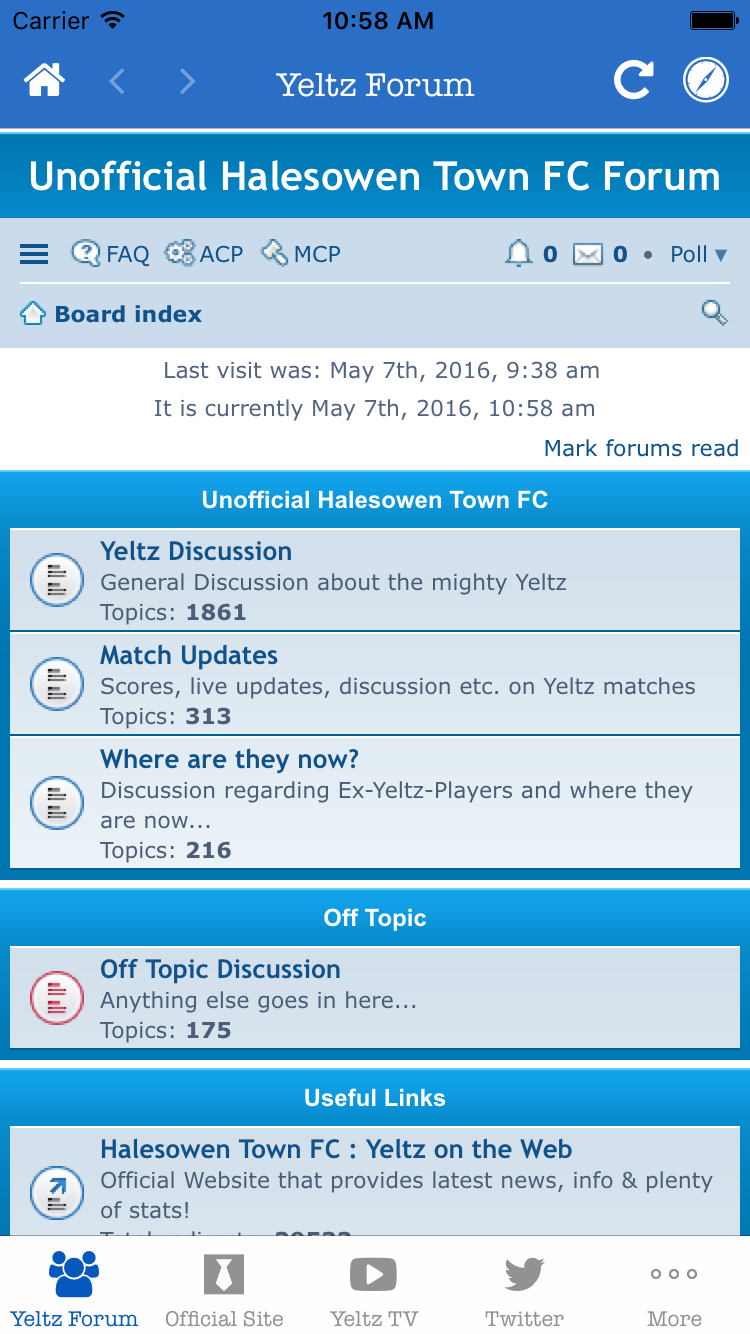 Carrier 10:58 AM
Yeltz Forum
Unofficial Halesowen Town FC Forum
FAQ ACP MCP 0 0 • Poll ▼
Board index
Last visit was: May 7th, 2016, 9:38 am
It is currently May 7th, 2016, 10:58 am
Mark forums read
Unofficial Halesowen Town FC
Yeltz Discussion
General Discussion about the mighty Yeltz
Topics: 1861
Match Updates
Scores, live updates, discussion etc. on Yeltz matches
Topics: 313
Where are they now?
Discussion regarding Ex-Yeltz-Players and where they
are now...
Topics: 216
Off Topic
Off Topic Discussion
Anything else goes in here...
Topics: 175
Useful Links
Halesowen Town FC : Yeltz on the Web
Official Website that provides latest news, info & plenty
of stats!
Yeltz Forum Official Site Yeltz TV Twitter More